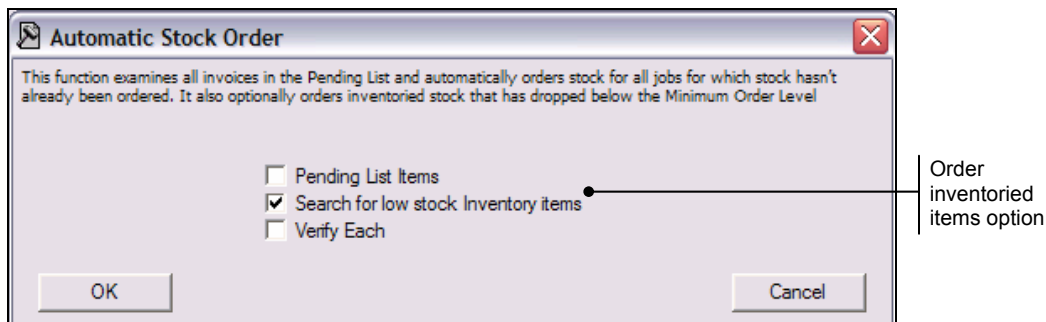 Automatic Stock Order
This function examines all invoices in the Pending List and automatically orders stock for all jobs for which stock hasn't
already been ordered. It also optionally orders inventoried stock that has dropped below the Minimum Order Level
Pending List Items
Search for low stock Inventory items
Verify Each
OK
Cancel
Order
inventoried
items option